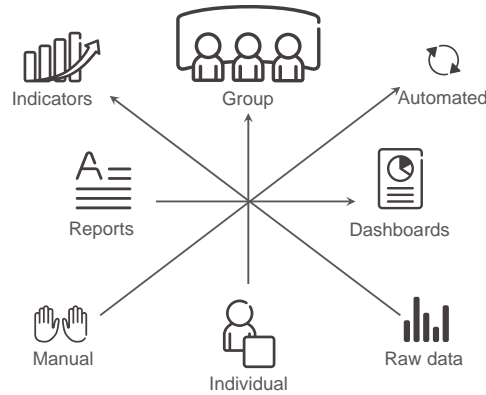 Indicators
Group
Automated
Reports
Dashboards
Manual
Individual
Raw data